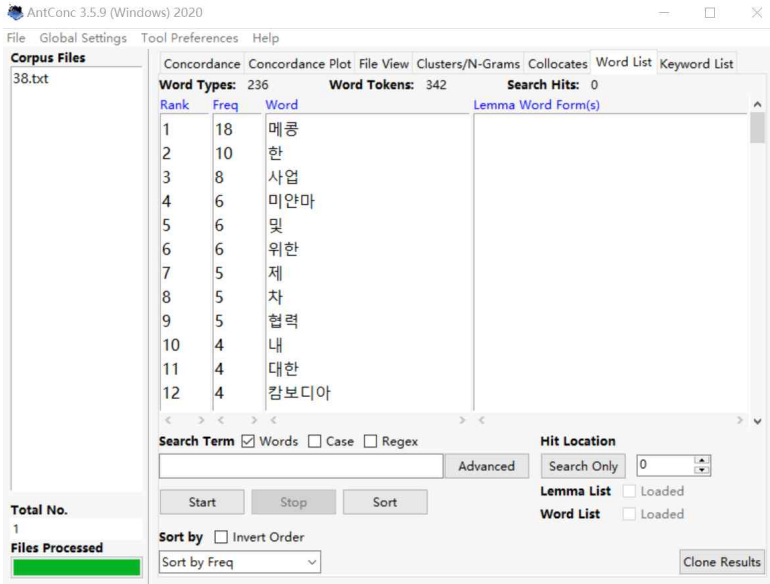 AntConc 3.5.9 (Windows) 2020
File Global Settings Tool Preferences Help
Corpus Files
38.txt
Concordance Concordance Plot File View Clusters/N-Grams Collocates Word List Keyword List
Word Types: 236 Word Tokens: 342 Search Hits: 0
Rank Freq Word Lemma Word Form(s)
1 18 메콩
2 10 한
3 8 사업
4 6 미얀마
5 6 및
6 6 위한
7 5 제
8 5 차
9 5 협력
10 4 내
11 4 대한
12 4 캄보디아
Search Term Words Case Regex Hit Location
Advanced Search Only 0
Start Stop Sort Lemma List Loaded
Word List Loaded
Total No.
1
Files Processed
Sort by Invert Order
Sort by Freq Clone Results